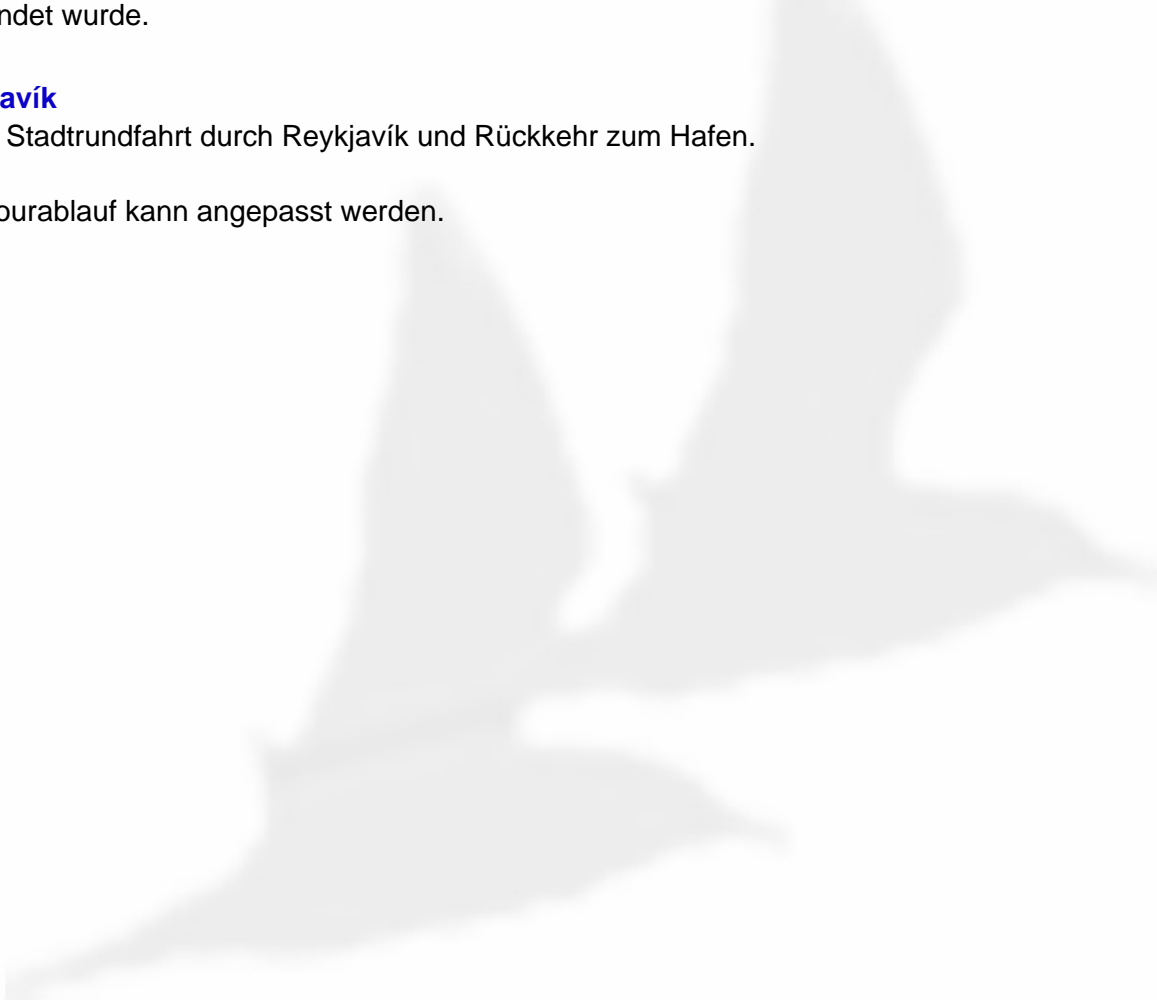 ndet wurde.
avík
Stadtrundfahrt durch Reykjavík und Rückkehr zum Hafen.
ourablauf kann angepasst werden.